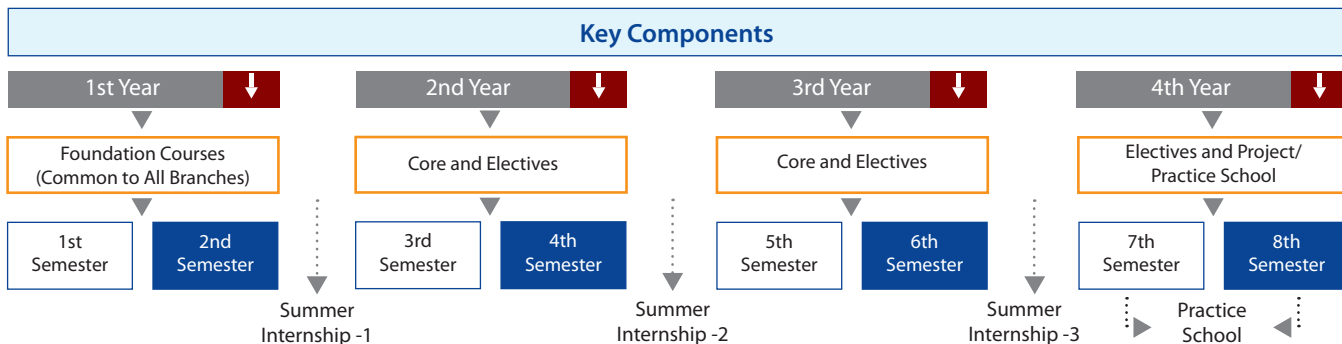 Key Components
1st Year
2nd Year
3rd Year
4th Year
Foundation Courses
(Common to All Branches)
Core and Electives
Core and Electives
Electives and Project/
Practice School
1st
Semester
2nd
Semester
3rd
Semester
4th
Semester
5th
Semester
6th
Semester
7th
Semester
8th
Semester
Summer
Internship -1
Summer
Internship -2
Summer
Internship -3
Practice
School